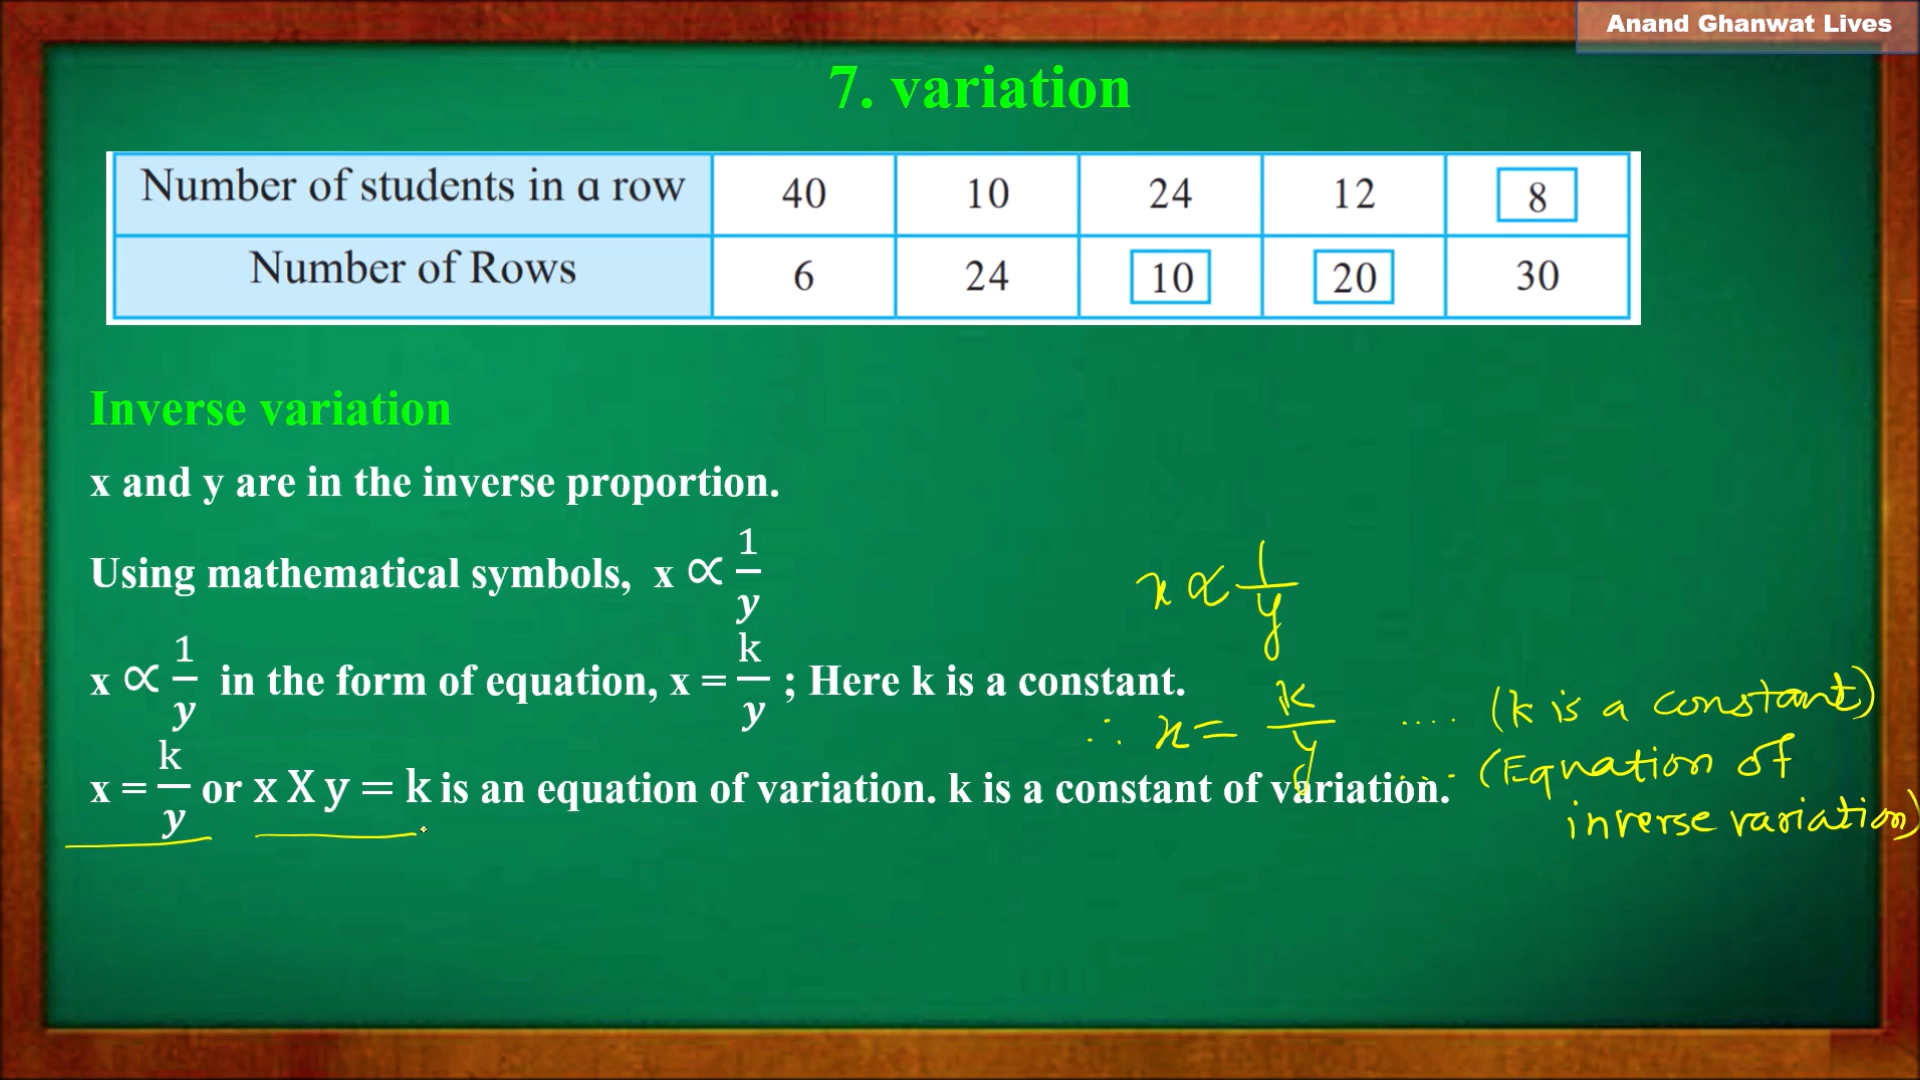 Anand Ghanwat Lives
7. variation
Number of students in a row 40 10 24 12 8
Number of Rows 6 24 10 20 30
Inverse variation
x and y are in the inverse proportion.
Using mathematical symbols, x ∝ 1/y
x ∝ 1/y in the form of equation, x = k/y ; Here k is a constant.
x = k/y or x X y = k is an equation of variation. k is a constant of variation.
x ∝ 1/y
∴ x = k/y .... (k is a constant)
.... (Equation of
inverse variation)